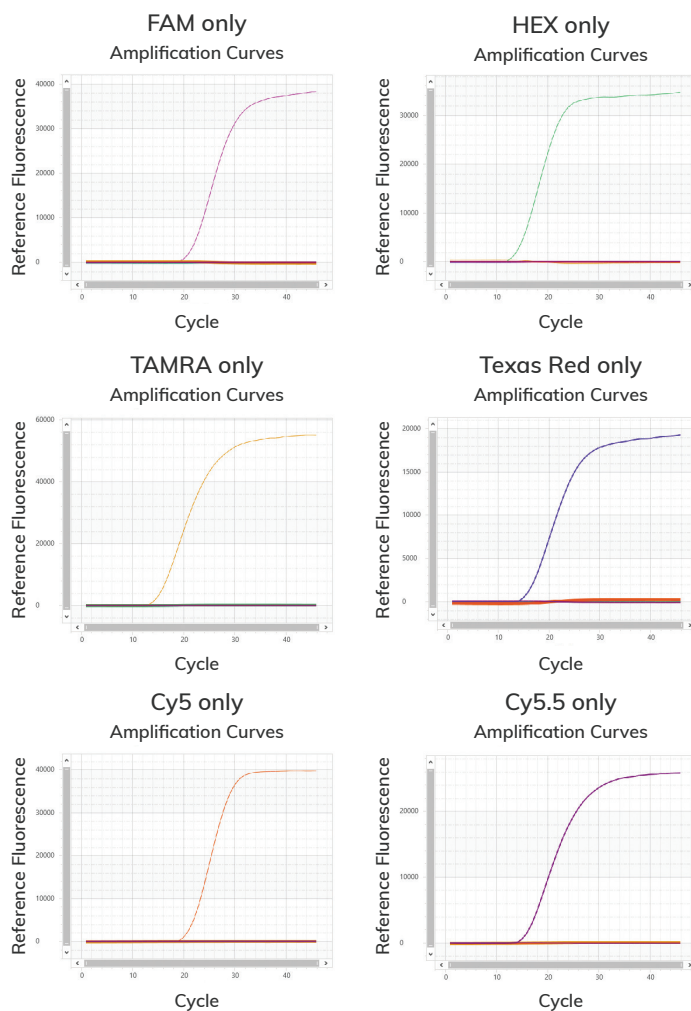 FAM only
Amplification Curves
Reference Fluorescence
40000
30000
20000
10000
0
0 10 20 30 40
Cycle
HEX only
Amplification Curves
Reference Fluorescence
30000
20000
10000
0
0 10 20 30 40
Cycle
TAMRA only
Amplification Curves
Reference Fluorescence
60000
40000
20000
0
0 10 20 30 40
Cycle
Texas Red only
Amplification Curves
Reference Fluorescence
20000
15000
10000
5000
0
0 10 20 30 40
Cycle
Cy5 only
Amplification Curves
Reference Fluorescence
40000
30000
20000
10000
0
0 10 20 30 40
Cycle
Cy5.5 only
Amplification Curves
Reference Fluorescence
20000
10000
0
0 10 20 30 40
Cycle